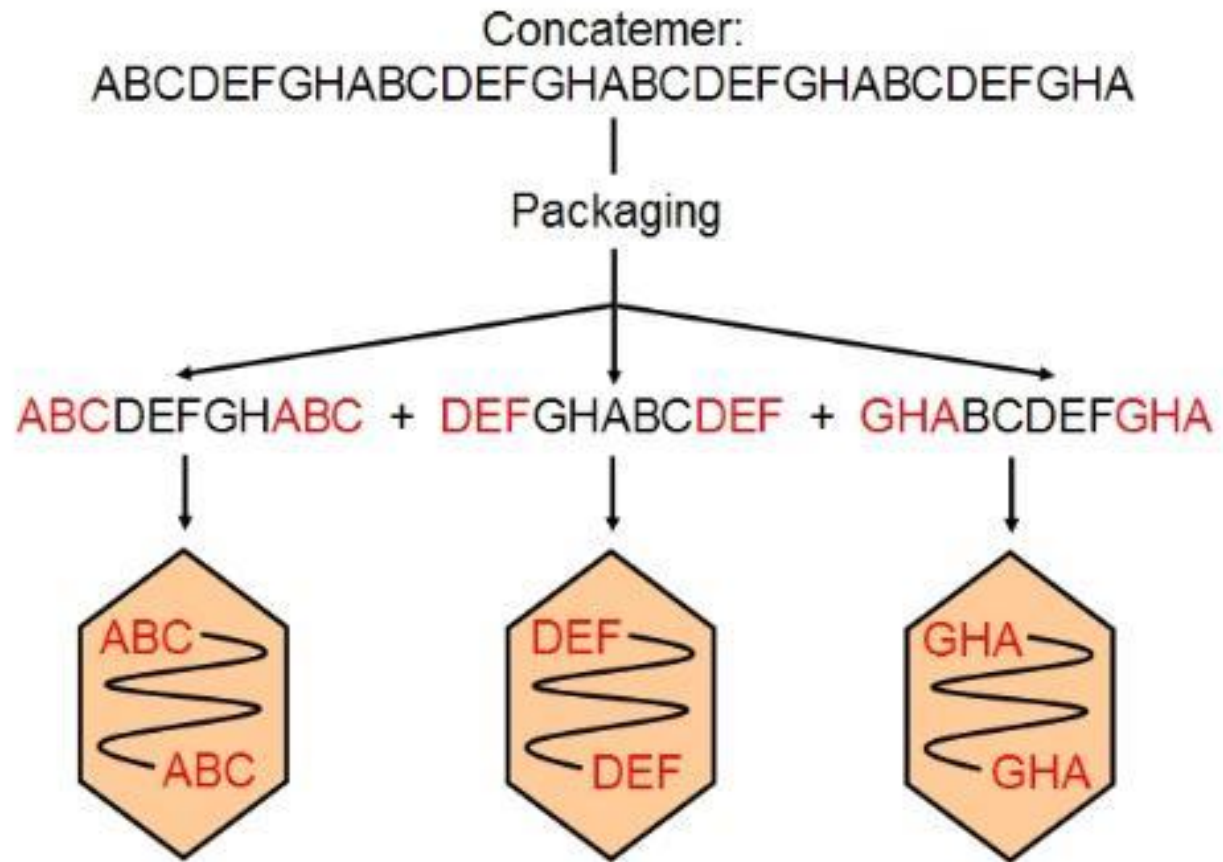 Concatemer:
ABCDEFGHABCDEFGHABCDEFGHABCDEFGHA
Packaging
ABCDEFGHABC + DEFGHABCDEF + GHABCDEFGHA
ABC DEF GHA
ABC DEF GHA